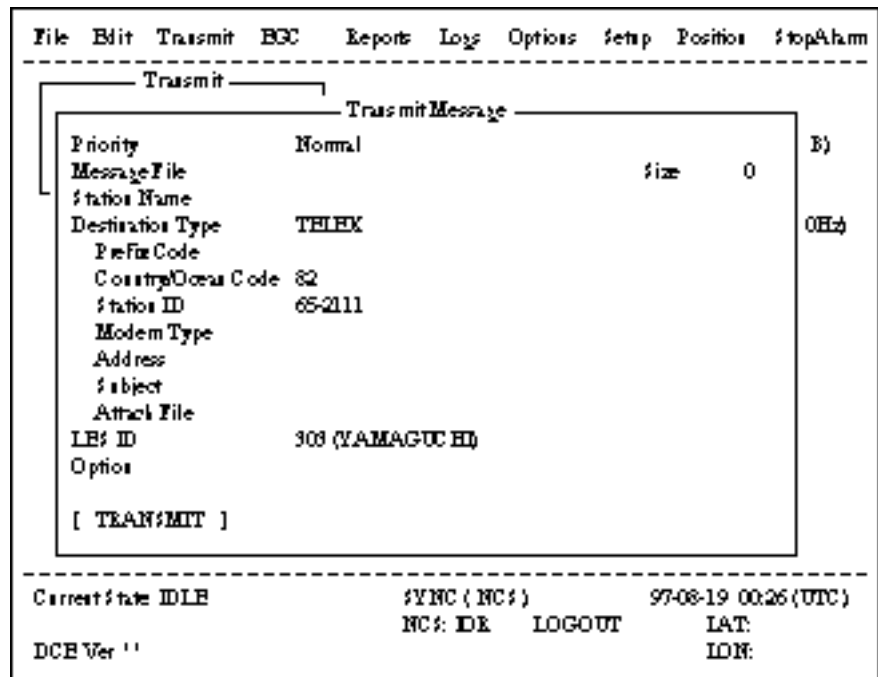 File Edit Transmit EGC Reports Logs Options Setup Position StopAlarm
Transmit
Transmit Message
Priority Normal B)
Message File Size 0
Station Name
Destination Type TELEX 0Hz)
Prefix Code
Country/Ocean Code 82
Station ID 65-2111
Modem Type
Address
Subject
Attach File
LES ID 303 (YAMAGUCHI)
Option
[ TRANSMIT ]
Current State IDLE SYNC ( NCS ) 97-08-19 00:26 (UTC)
NCS: IOR LOGOUT LAT:
DCE Ver '' LON: